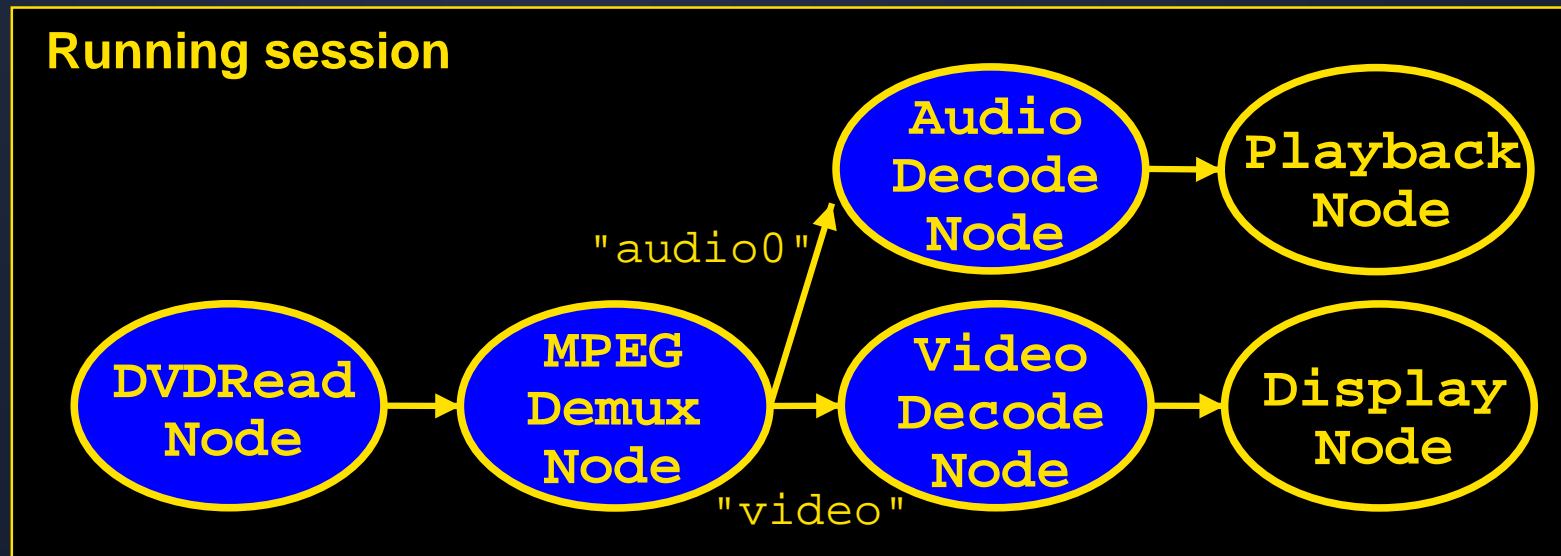 Running session
Audio
Decode
Node
Playback
Node
"audio0"
DVDRead
Node
MPEG
Demux
Node
Video
Decode
Node
Display
Node
"video"